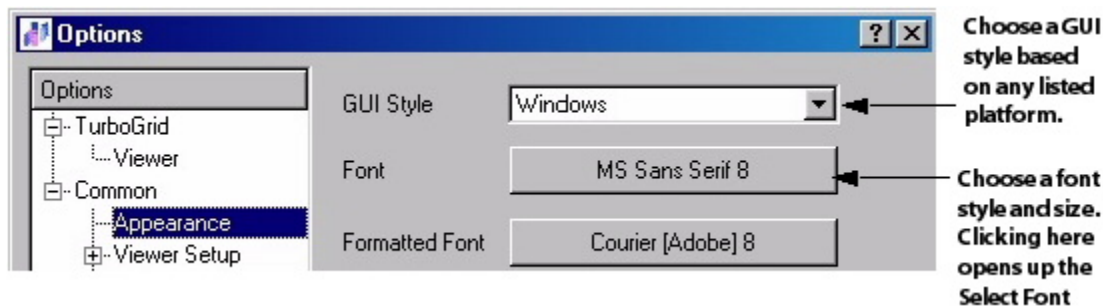 Options
Options
TurboGrid
Viewer
Common
Appearance
Viewer Setup
GUI Style
Windows
Font
MS Sans Serif 8
Formatted Font
Courier [Adobe] 8
Choose a GUI
style based
on any listed
platform.
Choose a font
style and size.
Clicking here
opens up the
Select Font